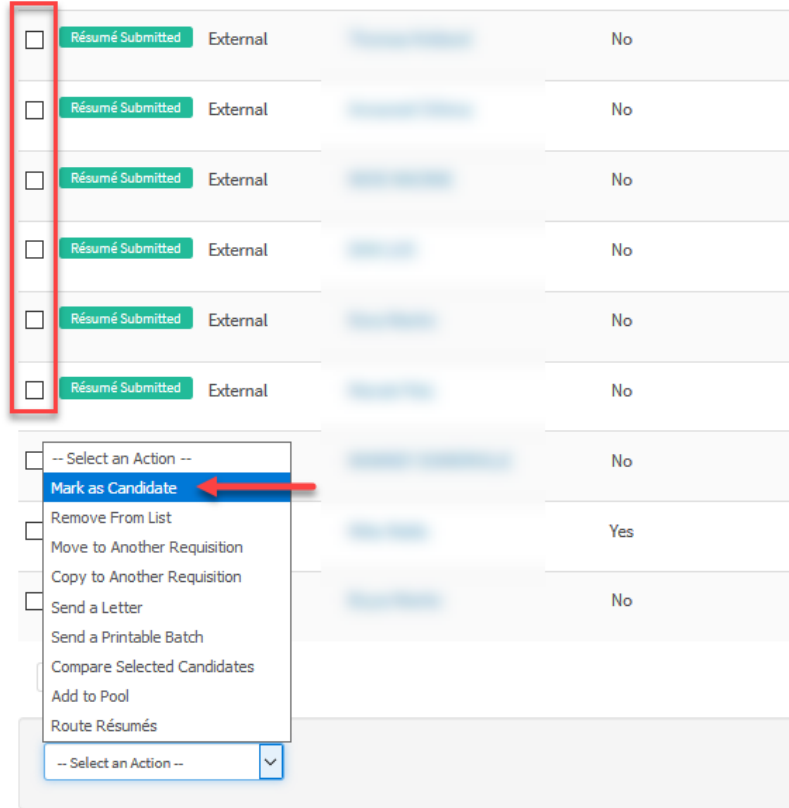 Résumé Submitted External No
Résumé Submitted External No
Résumé Submitted External No
Résumé Submitted External No
Résumé Submitted External No
Résumé Submitted External No
No
-- Select an Action --
Mark as Candidate
Remove From List
Yes
Move to Another Requisition
Copy to Another Requisition
No
Send a Letter
Send a Printable Batch
Compare Selected Candidates
Add to Pool
Route Résumés
-- Select an Action --